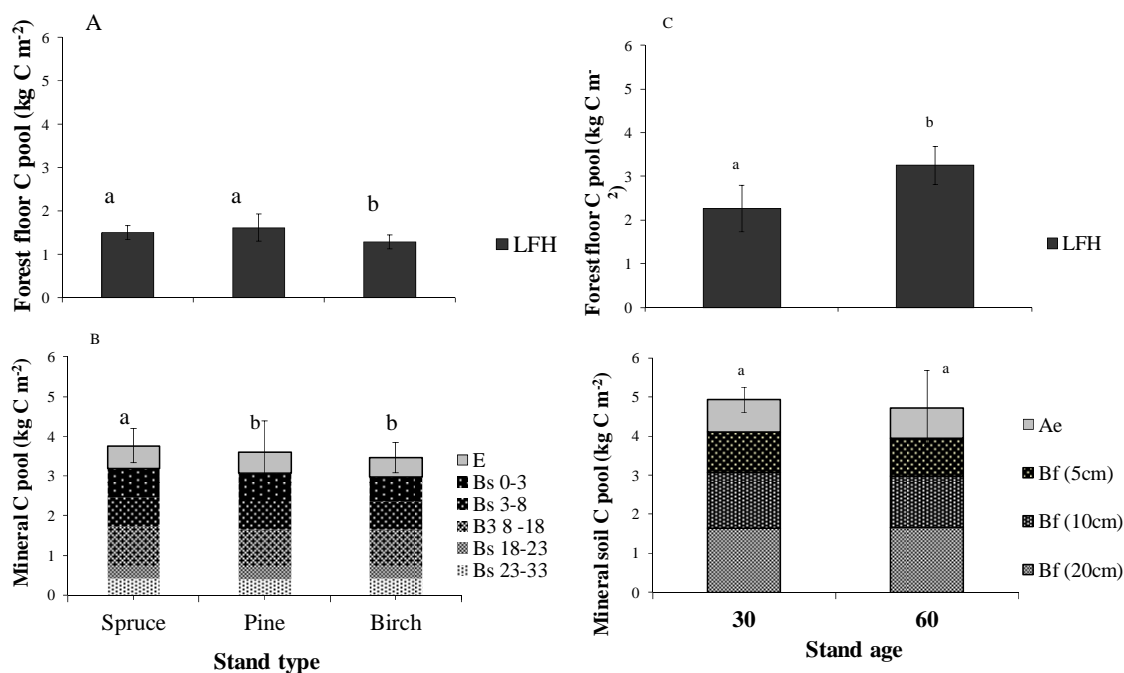 A
Forest floor C pool (kg C m-2)
6
5
4
3
2
1
0
a
a
b
LFH
B
Mineral C pool (kg C m-2)
6
5
4
3
2
1
0
a
b
b
E
Bs 0-3
Bs 3-8
B3 8 -18
Bs 18-23
Bs 23-33
Spruce Pine Birch
Stand type
C
Forest floor C pool (kg C m-
2)
6
5
4
3
2
1
0
a
b
LFH
Mineral soil C pool (kg C m-2)
6
5
4
3
2
1
0
a
a
Ae
Bf (5cm)
Bf (10cm)
Bf (20cm)
30 60
Stand age